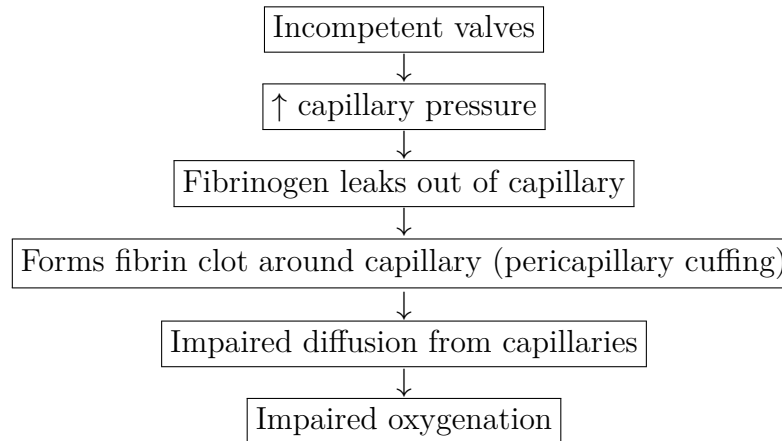 Incompetent valves
↑ capillary pressure
Fibrinogen leaks out of capillary
Forms fibrin clot around capillary (pericapillary cuffing)
Impaired diffusion from capillaries
Impaired oxygenation